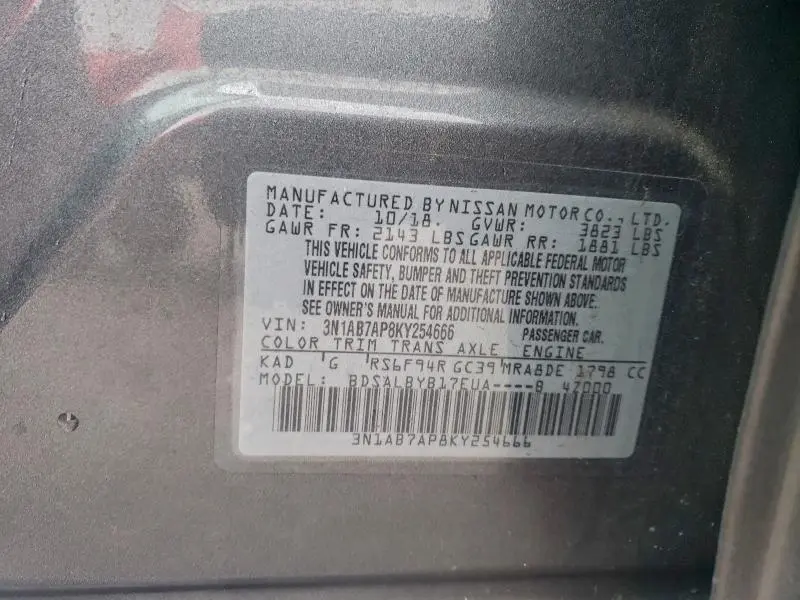 MANUFACTURED BY NISSAN MOTOR CO., LTD.
DATE: 10/18. GVWR: 3823 LBS
GAWR FR: 2143 LBS GAWR RR: 1881 LBS
THIS VEHICLE CONFORMS TO ALL APPLICABLE FEDERAL MOTOR
VEHICLE SAFETY, BUMPER AND THEFT PREVENTION STANDARDS
IN EFFECT ON THE DATE OF MANUFACTURE SHOWN ABOVE.
SEE OWNER'S MANUAL FOR ADDITIONAL INFORMATION.
VIN: 3N1AB7AP8KY254666 PASSENGER CAR.
COLOR TRIM TRANS AXLE ENGINE
KAD G RS6F94R GC39 MRA8DE 1798 CC
MODEL: BDSALBYB17EUA----B 47000
3N1AB7AP8KY254666